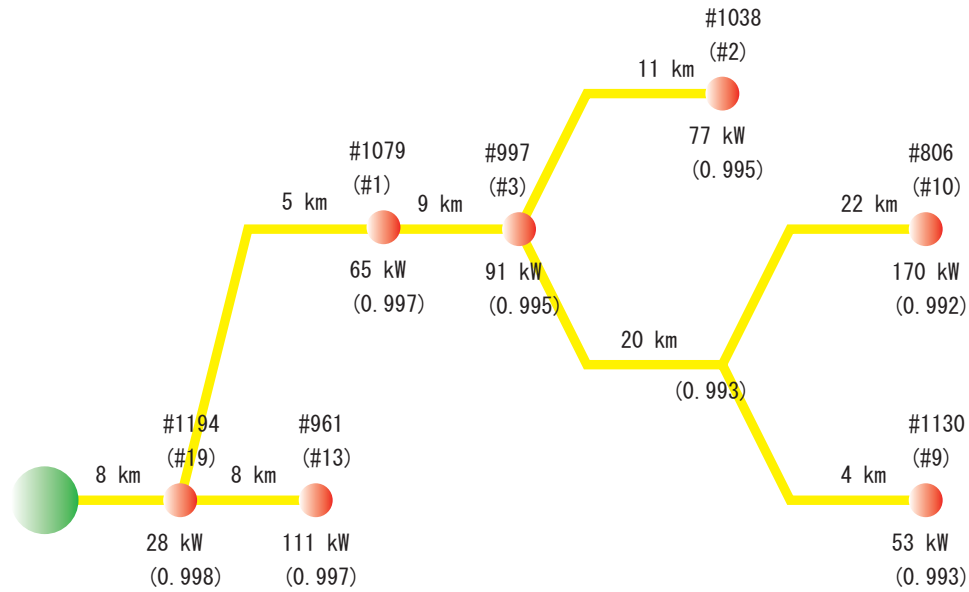 #1038
(#2)
11 km
77 kW
(0.995)
#1079
(#1)
5 km
9 km
#997
(#3)
65 kW
(0.997)
91 kW
(0.995)
#806
(#10)
22 km
170 kW
(0.992)
20 km
(0.993)
#1194
(#19)
8 km
28 kW
(0.998)
#961
(#13)
8 km
111 kW
(0.997)
#1130
(#9)
4 km
53 kW
(0.993)